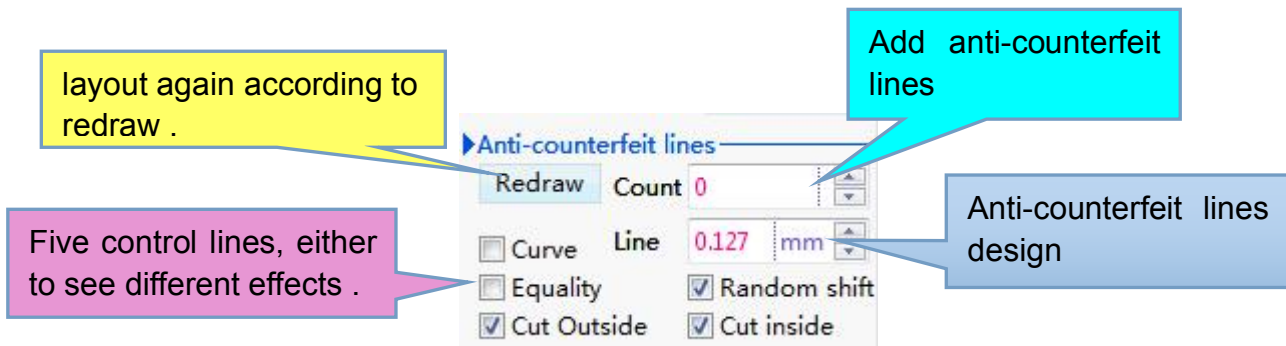 Add anti-counterfeit
lines
layout again according to
redraw .
Anti-counterfeit lines
Redraw Count 0
Anti-counterfeit lines
design
Five control lines, either
to see different effects .
Curve Line 0.127 mm
Equality Random shift
Cut Outside Cut inside